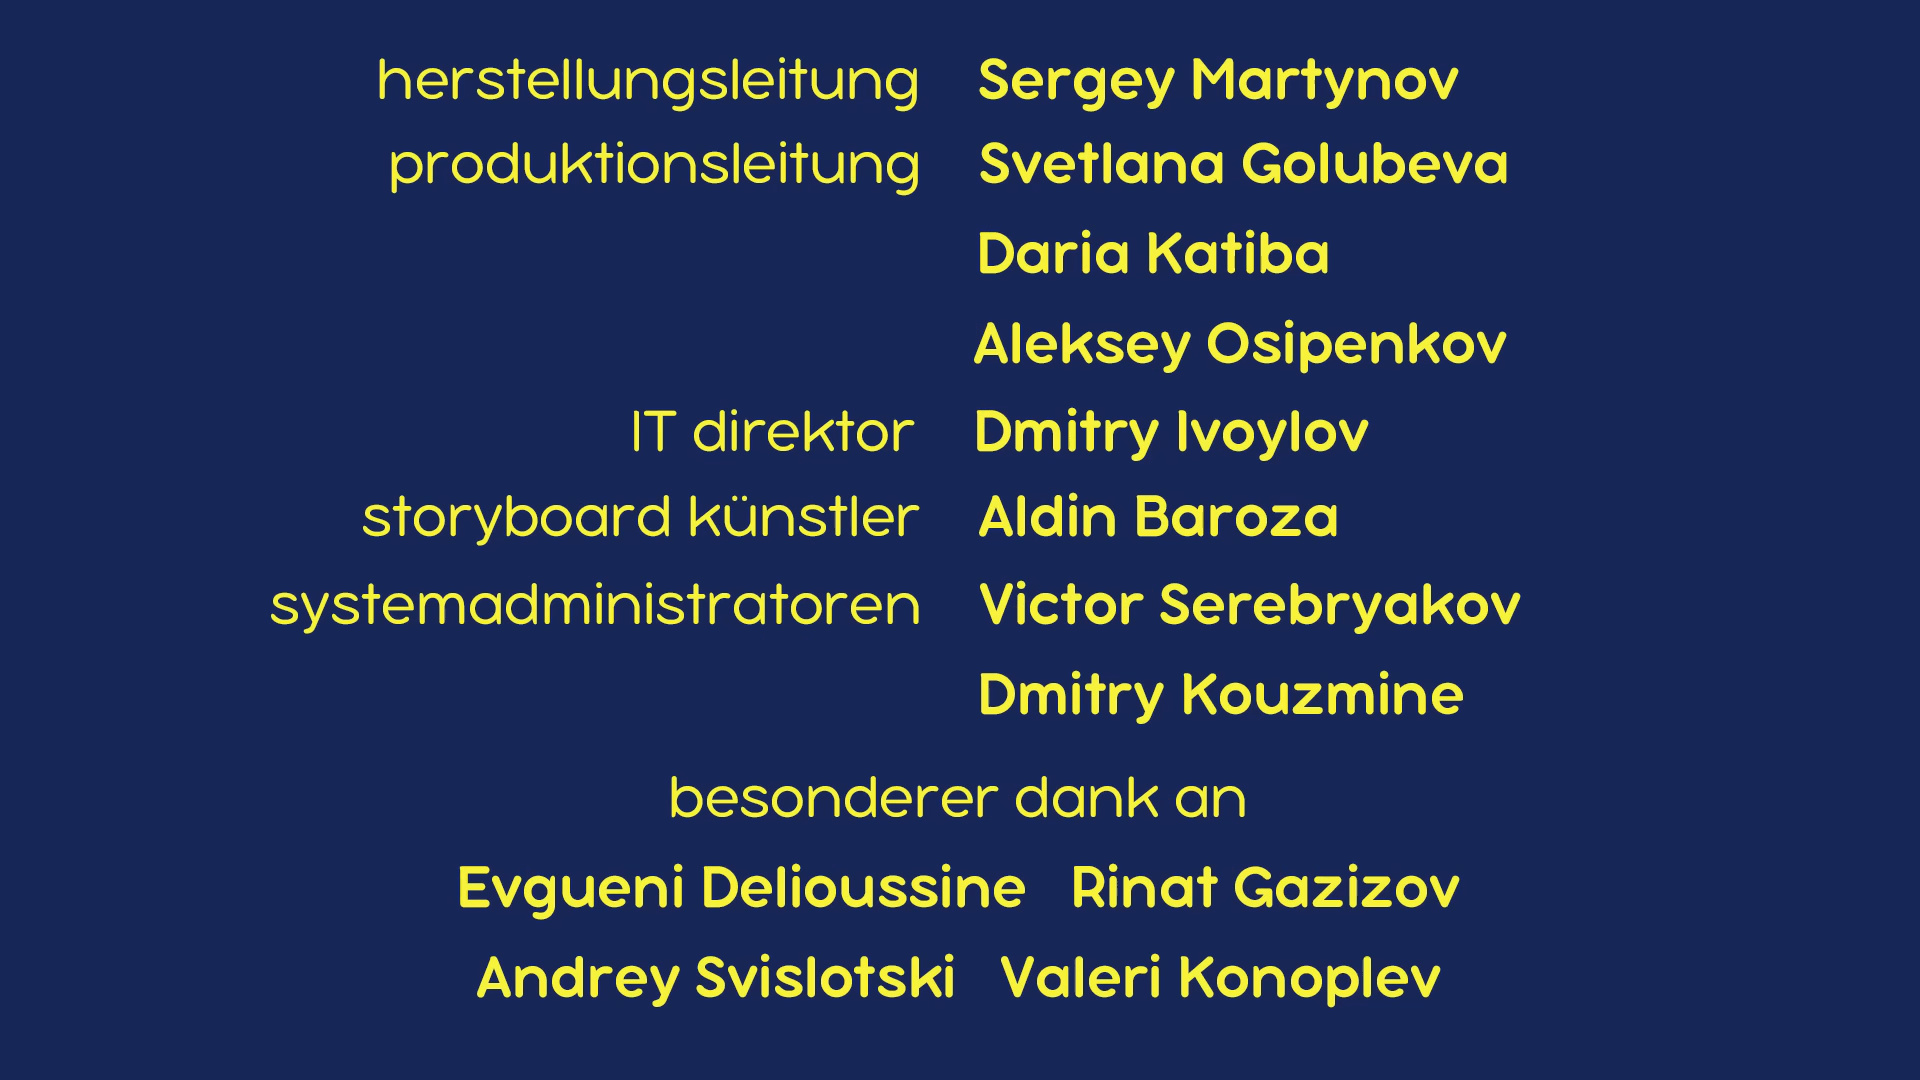 herstellungsleitung Sergey Martynov
produktionsleitung Svetlana Golubeva
Daria Katiba
Aleksey Osipenkov
IT direktor Dmitry Ivoylov
storyboard künstler Aldin Baroza
systemadministratoren Victor Serebryakov
Dmitry Kouzmine
besonderer dank an
Evgueni Delioussine Rinat Gazizov
Andrey Svislotski Valeri Konoplev